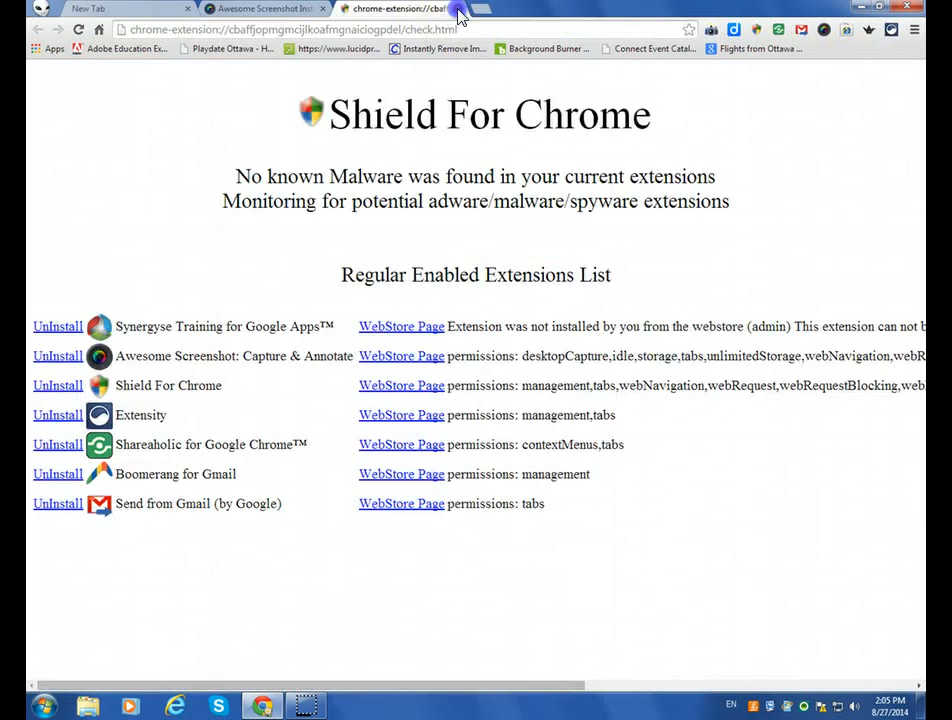 New Tab
Awesome Screenshot Inst
chrome-extension://cbaf
chrome-extension://cbaffjopmgmcijlkoafmgnaiciogpdel/check.html
Apps
Adobe Education Ex...
Playdate Ottawa - H...
https://www.lucidpr...
Instantly Remove Im...
Background Burner ...
Connect Event Catal...
Flights from Ottawa ...
Shield For Chrome
No known Malware was found in your current extensions
Monitoring for potential adware/malware/spyware extensions
Regular Enabled Extensions List
UnInstall Synergyse Training for Google Apps™ WebStore Page Extension was not installed by you from the webstore (admin) This extension can not b
UnInstall Awesome Screenshot: Capture & Annotate WebStore Page permissions: desktopCapture,idle,storage,tabs,unlimitedStorage,webNavigation,webR
UnInstall Shield For Chrome WebStore Page permissions: management,tabs,webNavigation,webRequest,webRequestBlocking,web
UnInstall Extensity WebStore Page permissions: management,tabs
UnInstall Shareaholic for Google Chrome™ WebStore Page permissions: contextMenus,tabs
UnInstall Boomerang for Gmail WebStore Page permissions: management
UnInstall Send from Gmail (by Google) WebStore Page permissions: tabs
EN
2:05 PM
8/27/2014